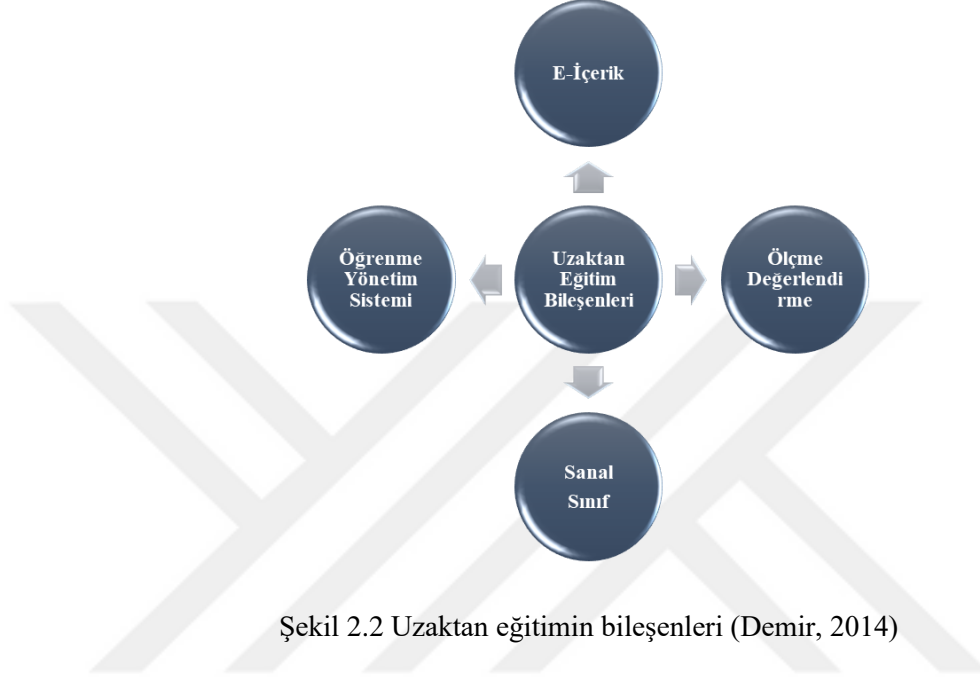 E-İçerik
Öğrenme
Yönetim
Sistemi
Uzaktan
Eğitim
Bileşenleri
Ölçme
Değerlendi
rme
Sanal
Sınıf
Şekil 2.2 Uzaktan eğitimin bileşenleri (Demir, 2014)